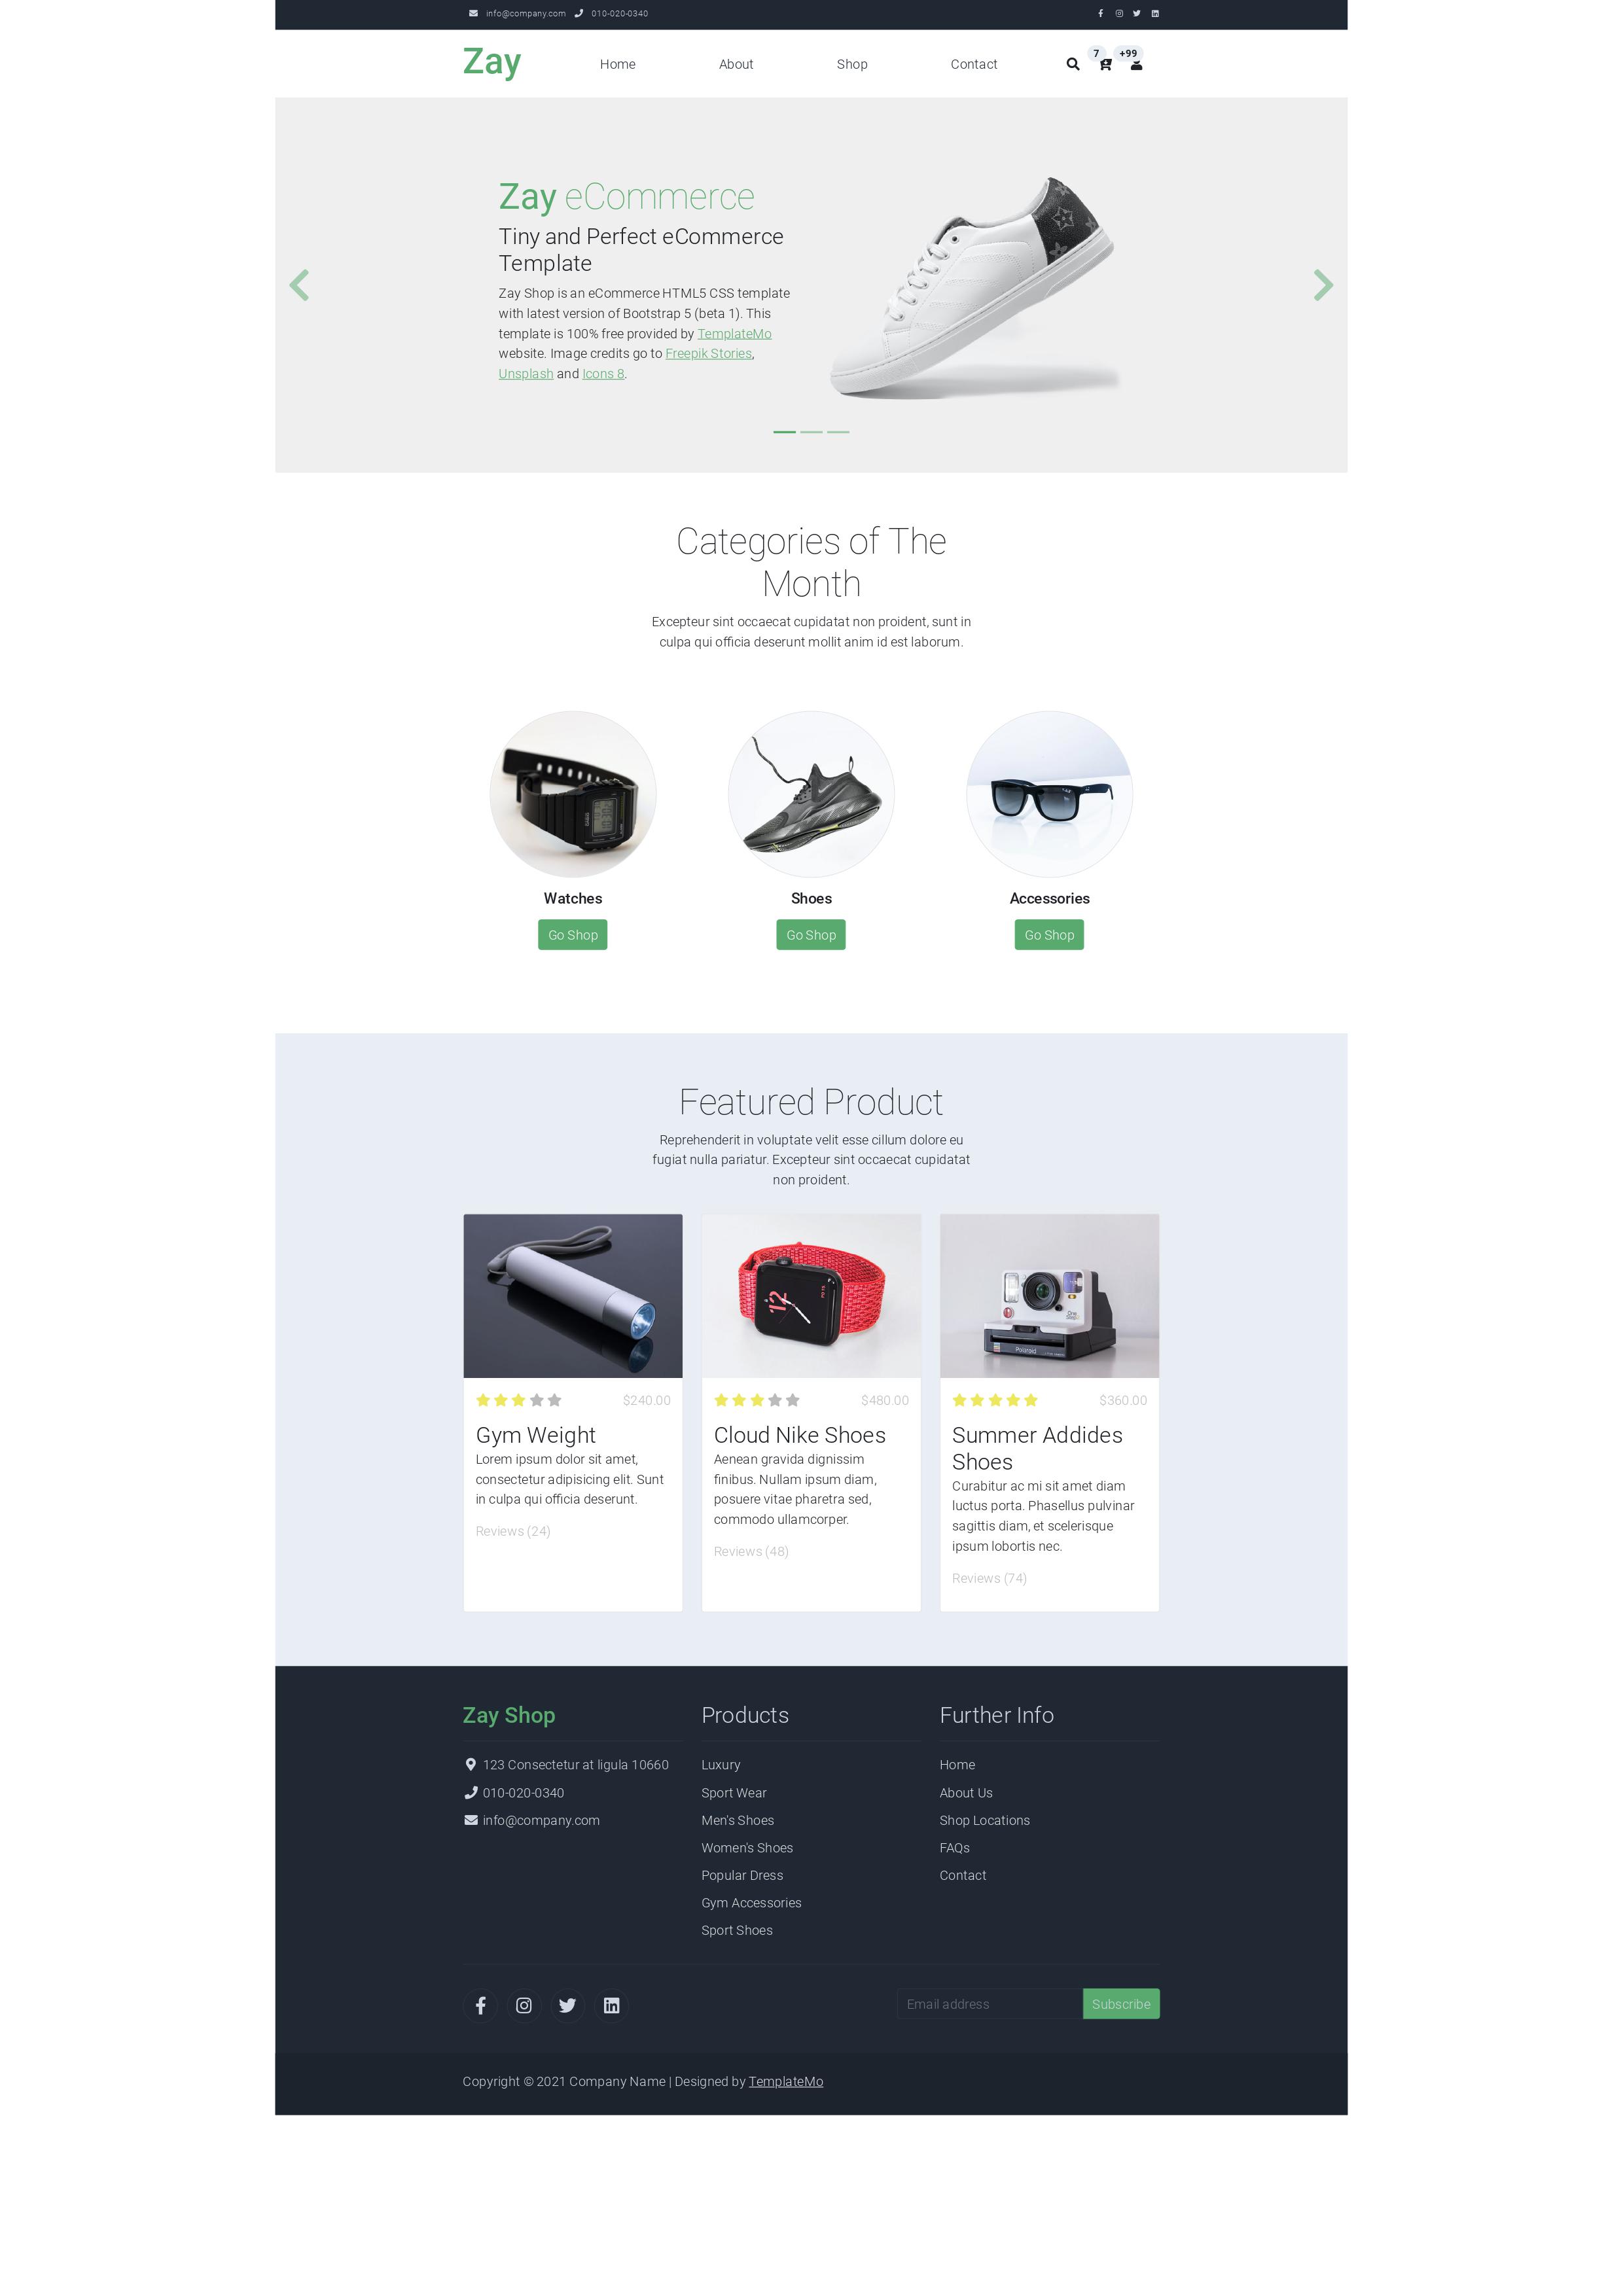 info@company.com 010-020-0340
Zay Home About Shop Contact 7 +99
Zay eCommerce
Tiny and Perfect eCommerce
Template
Zay Shop is an eCommerce HTML5 CSS template
with latest version of Bootstrap 5 (beta 1). This
template is 100% free provided by TemplateMo
website. Image credits go to Freepik Stories,
Unsplash and Icons 8.
Categories of The
Month
Excepteur sint occaecat cupidatat non proident, sunt in
culpa qui officia deserunt mollit anim id est laborum.
Watches
Go Shop
Shoes
Go Shop
Accessories
Go Shop
Featured Product
Reprehenderit in voluptate velit esse cillum dolore eu
fugiat nulla pariatur. Excepteur sint occaecat cupidatat
non proident.
12
$240.00
Gym Weight
Lorem ipsum dolor sit amet,
consectetur adipisicing elit. Sunt
in culpa qui officia deserunt.
Reviews (24)
$480.00
Cloud Nike Shoes
Aenean gravida dignissim
finibus. Nullam ipsum diam,
posuere vitae pharetra sed,
commodo ullamcorper.
Reviews (48)
Polaroid
$360.00
Summer Addides
Shoes
Curabitur ac mi sit amet diam
luctus porta. Phasellus pulvinar
sagittis diam, et scelerisque
ipsum lobortis nec.
Reviews (74)
Zay Shop
123 Consectetur at ligula 10660
010-020-0340
info@company.com
Products
Luxury
Sport Wear
Men's Shoes
Women's Shoes
Popular Dress
Gym Accessories
Sport Shoes
Further Info
Home
About Us
Shop Locations
FAQs
Contact
Email address Subscribe
Copyright © 2021 Company Name | Designed by TemplateMo